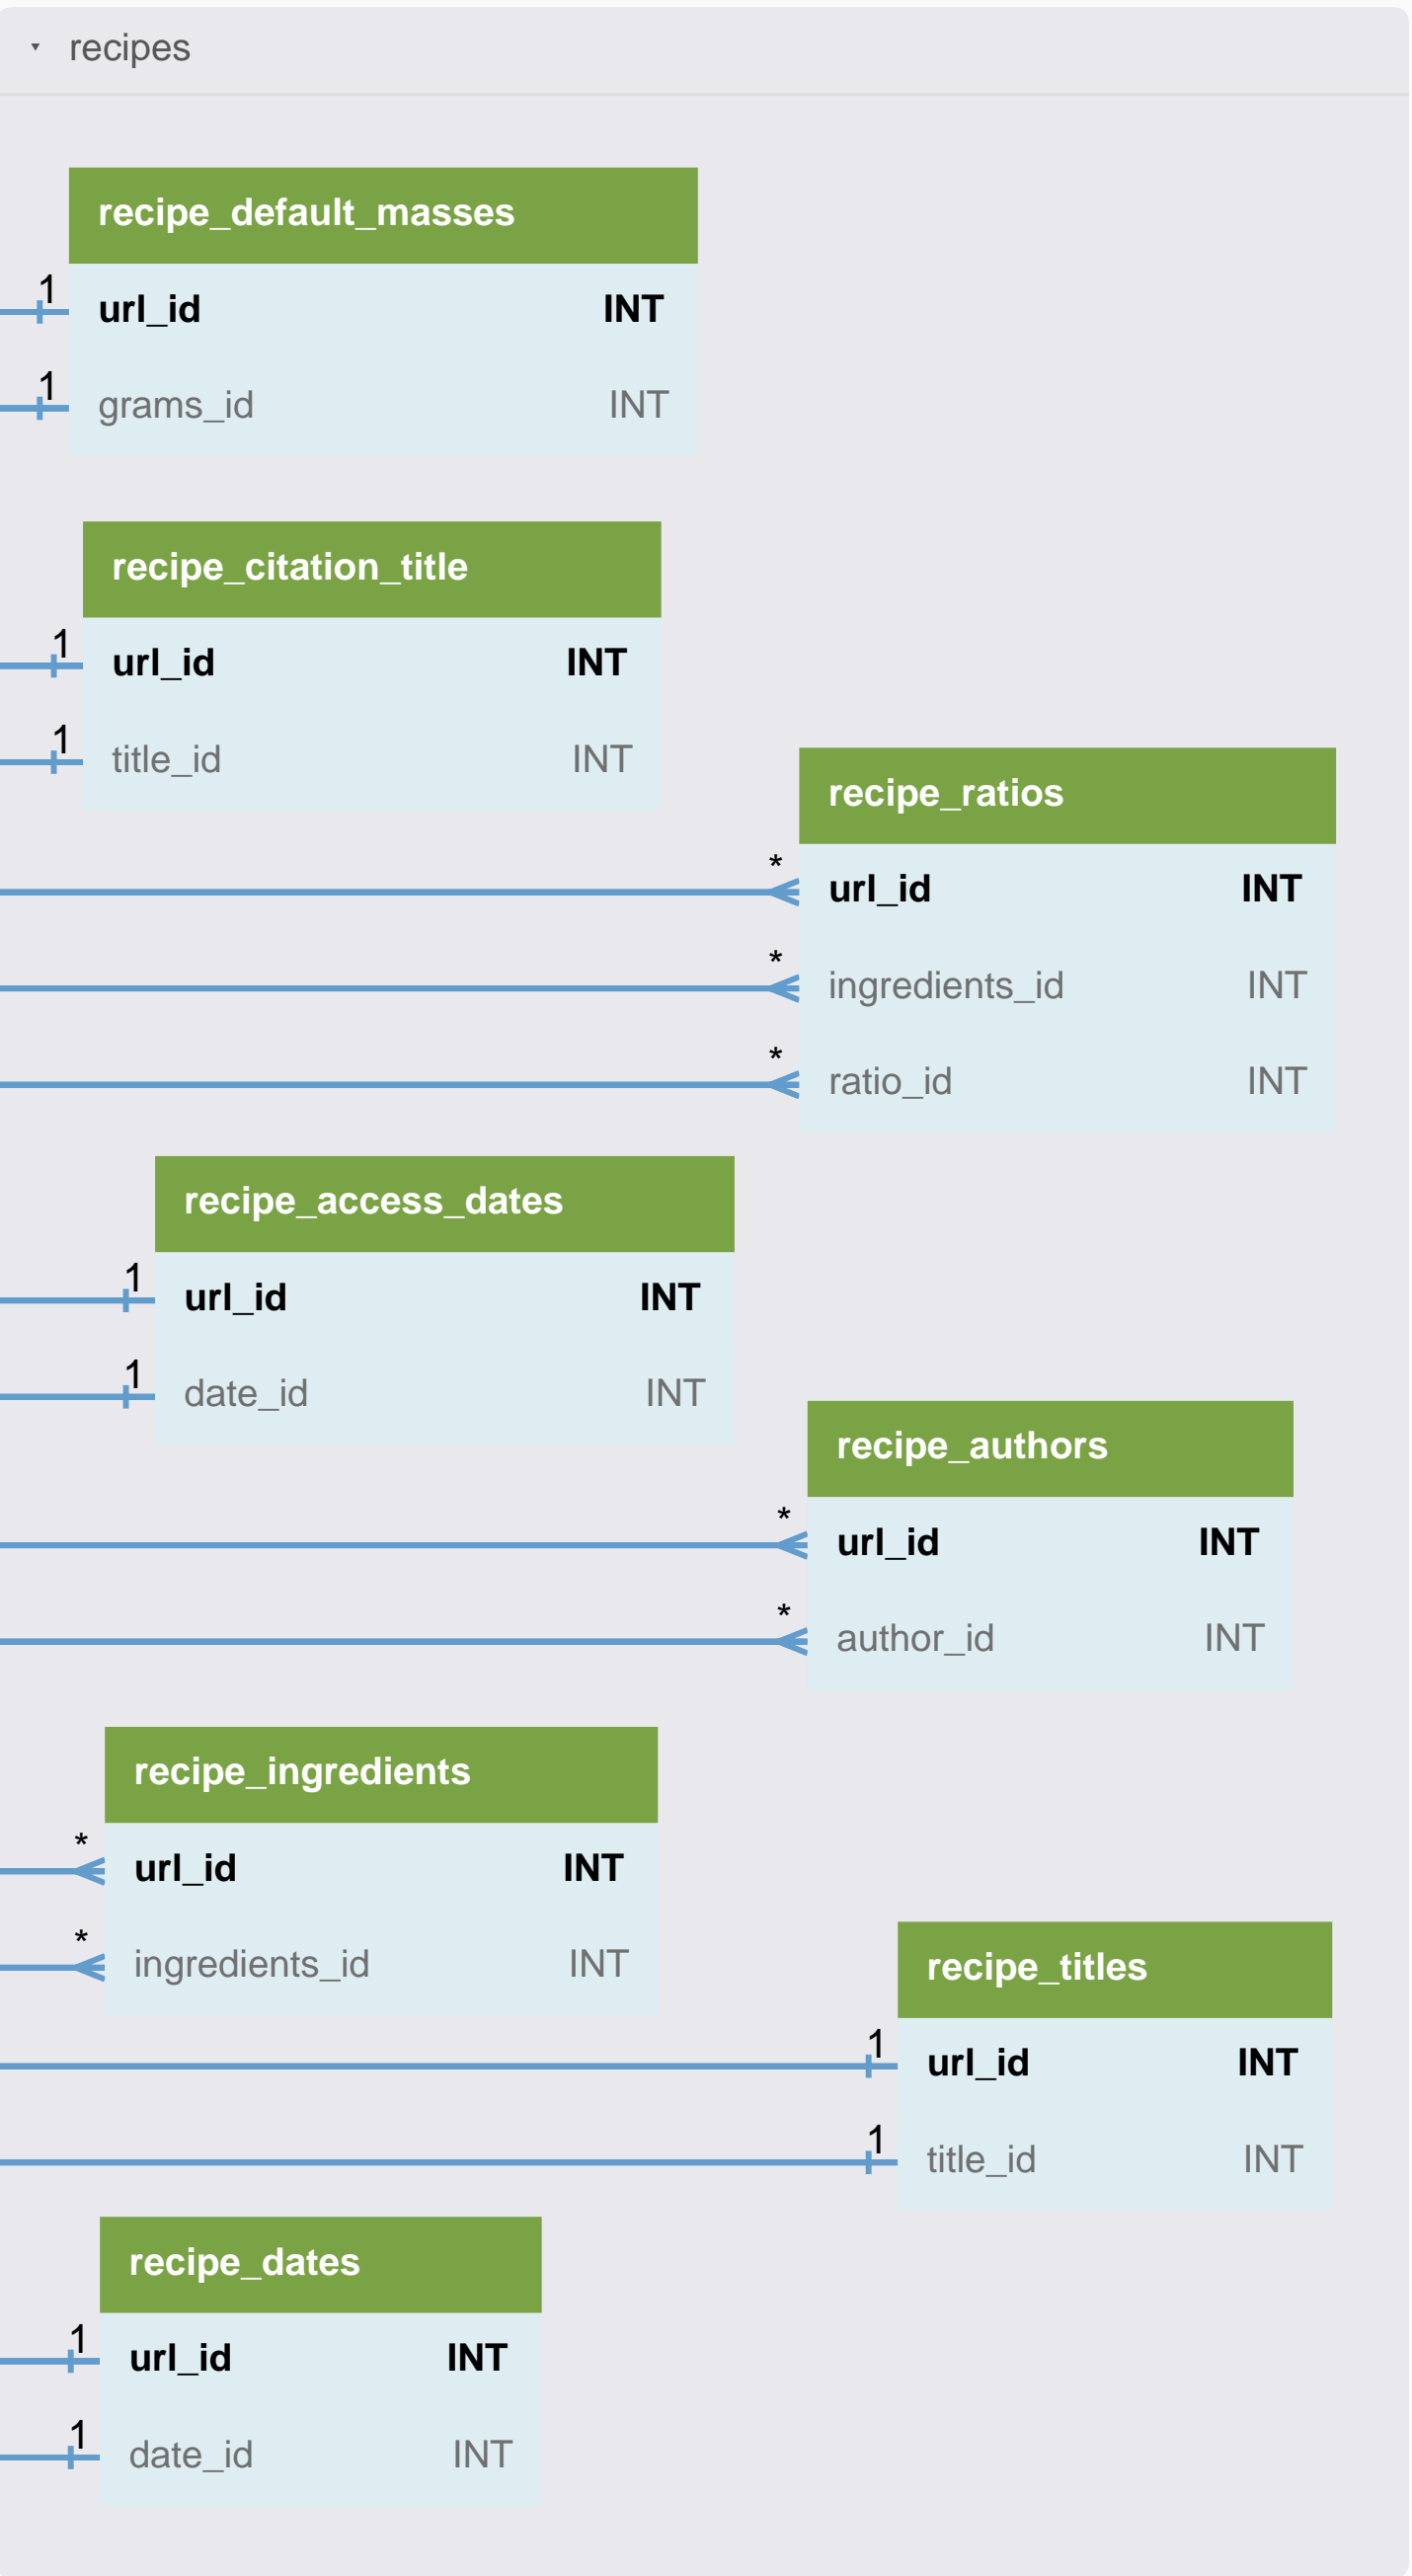 ▾ recipes
recipe_default_masses
1 url_id INT
1 grams_id INT
recipe_citation_title
1 url_id INT
1 title_id INT
recipe_ratios
* url_id INT
* ingredients_id INT
* ratio_id INT
recipe_access_dates
1 url_id INT
1 date_id INT
recipe_authors
* url_id INT
* author_id INT
recipe_ingredients
* url_id INT
* ingredients_id INT
recipe_titles
1 url_id INT
1 title_id INT
recipe_dates
1 url_id INT
1 date_id INT